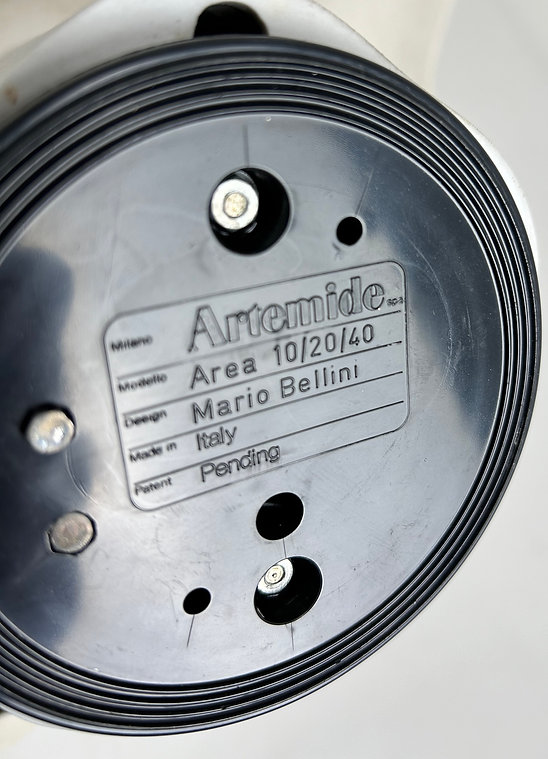 Milano Artemide spa
Modello Area 10/20/40
Design Mario Bellini
Made in Italy
Patent Pending